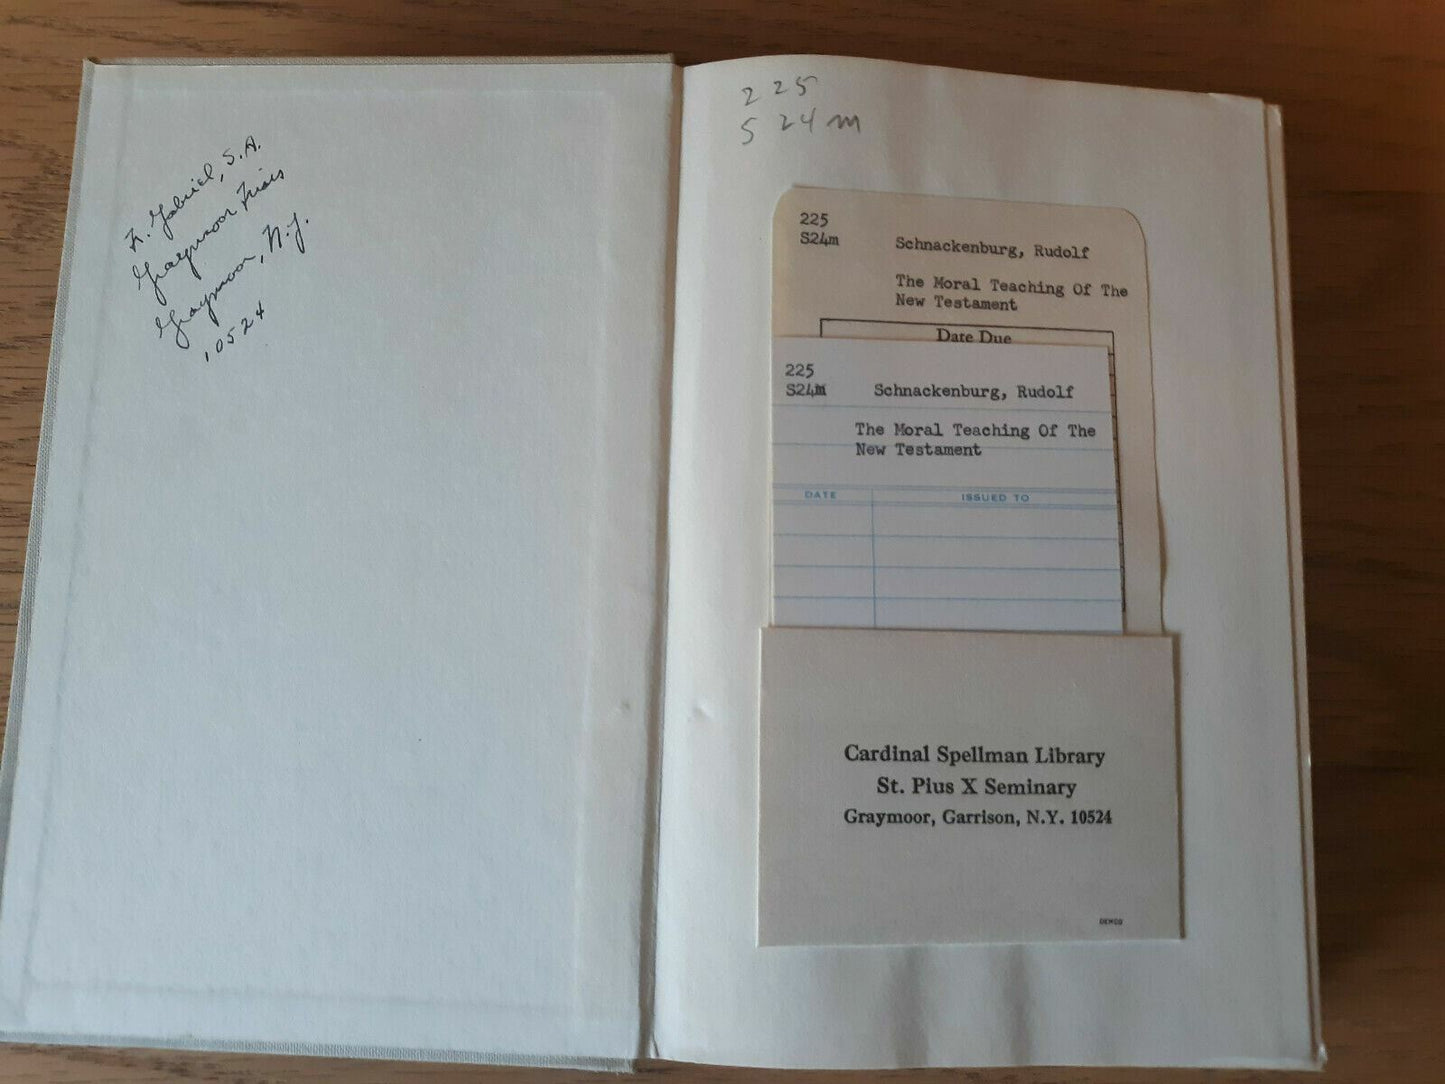 Fr. Gabriel, S.A.
Graymoor Friars
Graymoor, N.Y.
10524
225
S24m
225
S24m
Schnackenburg, Rudolf
The Moral Teaching Of The
New Testament
Date Due
225
S24m
Schnackenburg, Rudolf
The Moral Teaching Of The
New Testament
DATE
ISSUED TO
Cardinal Spellman Library
St. Pius X Seminary
Graymoor, Garrison, N.Y. 10524
DEMCO